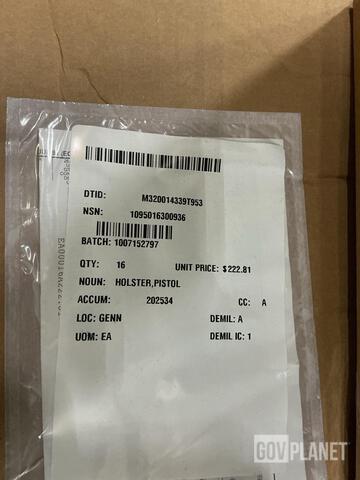 DTID: M320014339T953
NSN: 1095016300936
BATCH: 1007152797
QTY: 16 UNIT PRICE: $222.81
NOUN: HOLSTER,PISTOL
ACCUM: 202534 CC: A
LOC: GENN DEMIL: A
UOM: EA DEMIL IC: 1
GOVPLANET